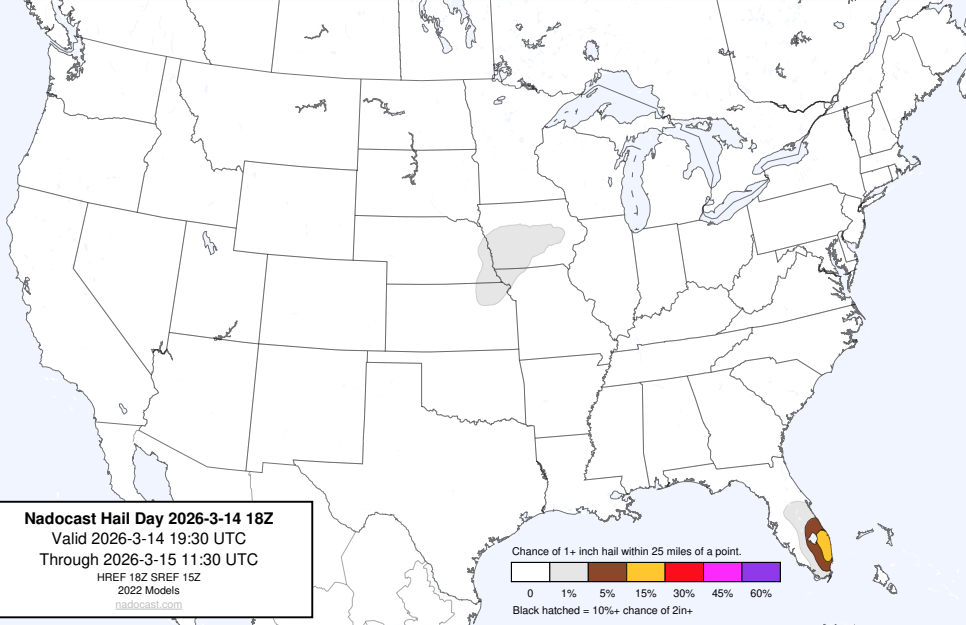 Nadocast Hail Day 2026-3-14 18Z
Valid 2026-3-14 19:30 UTC
Through 2026-3-15 11:30 UTC
HREF 18Z SREF 15Z
2022 Models
nadocast.com
Chance of 1+ inch hail within 25 miles of a point.
0 1% 5% 15% 30% 45% 60%
Black hatched = 10%+ chance of 2in+